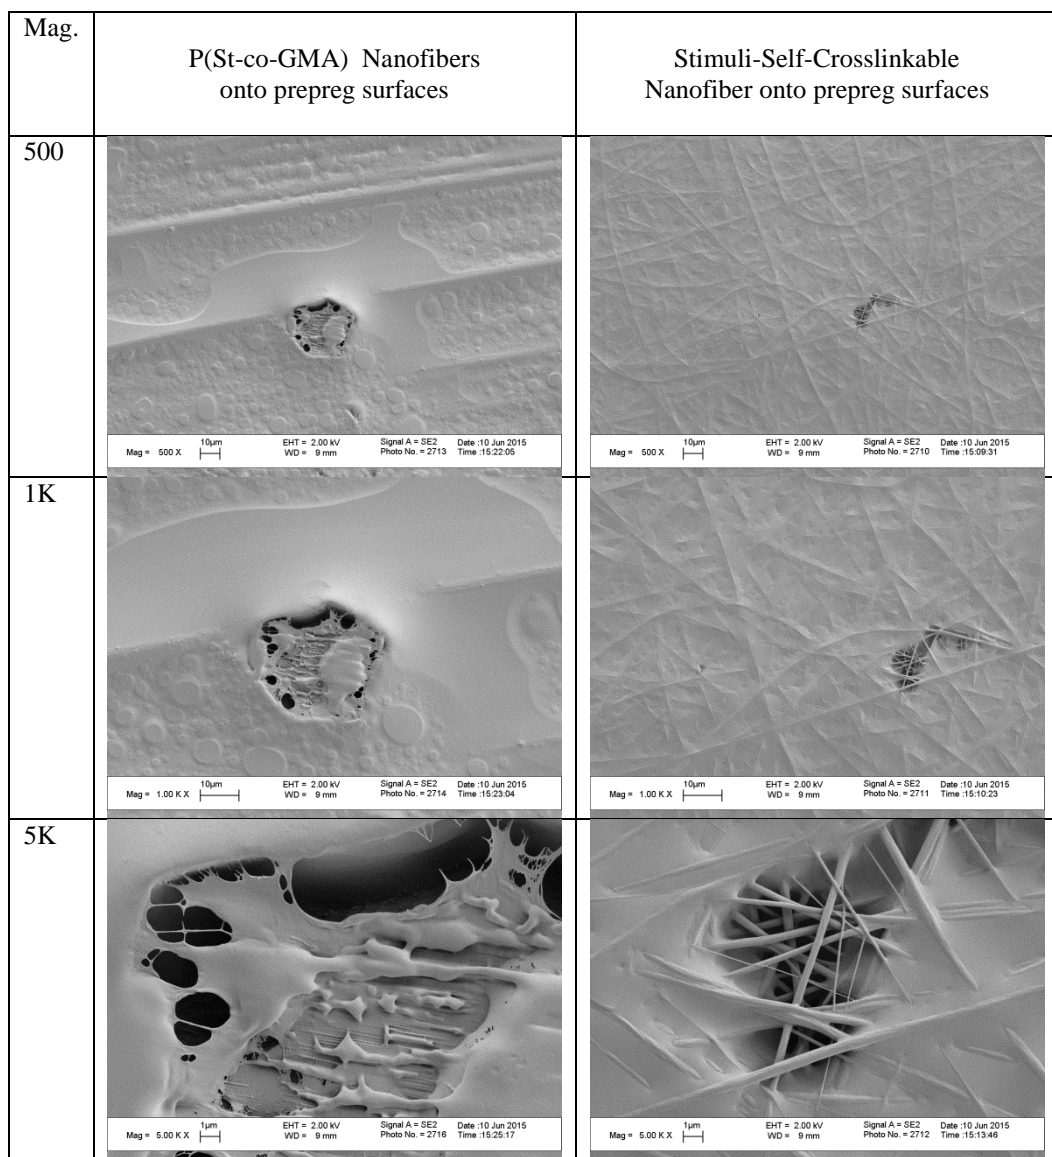 Mag.
P(St-co-GMA) Nanofibers
onto prepreg surfaces
Stimuli-Self-Crosslinkable
Nanofiber onto prepreg surfaces
500
10µm
Mag = 500 X
EHT = 2.00 kV
WD = 9 mm
Signal A = SE2
Photo No. = 2713
Date :10 Jun 2015
Time :15:22:05
10µm
Mag = 500 X
EHT = 2.00 kV
WD = 9 mm
Signal A = SE2
Photo No. = 2710
Date :10 Jun 2015
Time :15:09:31
1K
10µm
Mag = 1.00 K X
EHT = 2.00 kV
WD = 9 mm
Signal A = SE2
Photo No. = 2714
Date :10 Jun 2015
Time :15:23:04
10µm
Mag = 1.00 K X
EHT = 2.00 kV
WD = 9 mm
Signal A = SE2
Photo No. = 2711
Date :10 Jun 2015
Time :15:10:23
5K
1µm
Mag = 5.00 K X
EHT = 2.00 kV
WD = 9 mm
Signal A = SE2
Photo No. = 2716
Date :10 Jun 2015
Time :15:25:17
1µm
Mag = 5.00 K X
EHT = 2.00 kV
WD = 9 mm
Signal A = SE2
Photo No. = 2712
Date :10 Jun 2015
Time :15:13:46